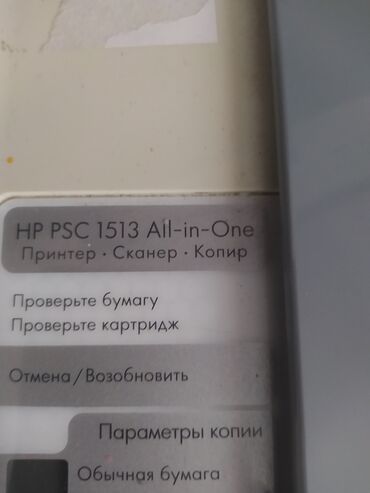 HP PSC 1513 All-in-One
Принтер · Сканер · Копир
Проверьте бумагу
Проверьте картридж
Отмена/Возобновить
Параметры копии
Обычная бумага